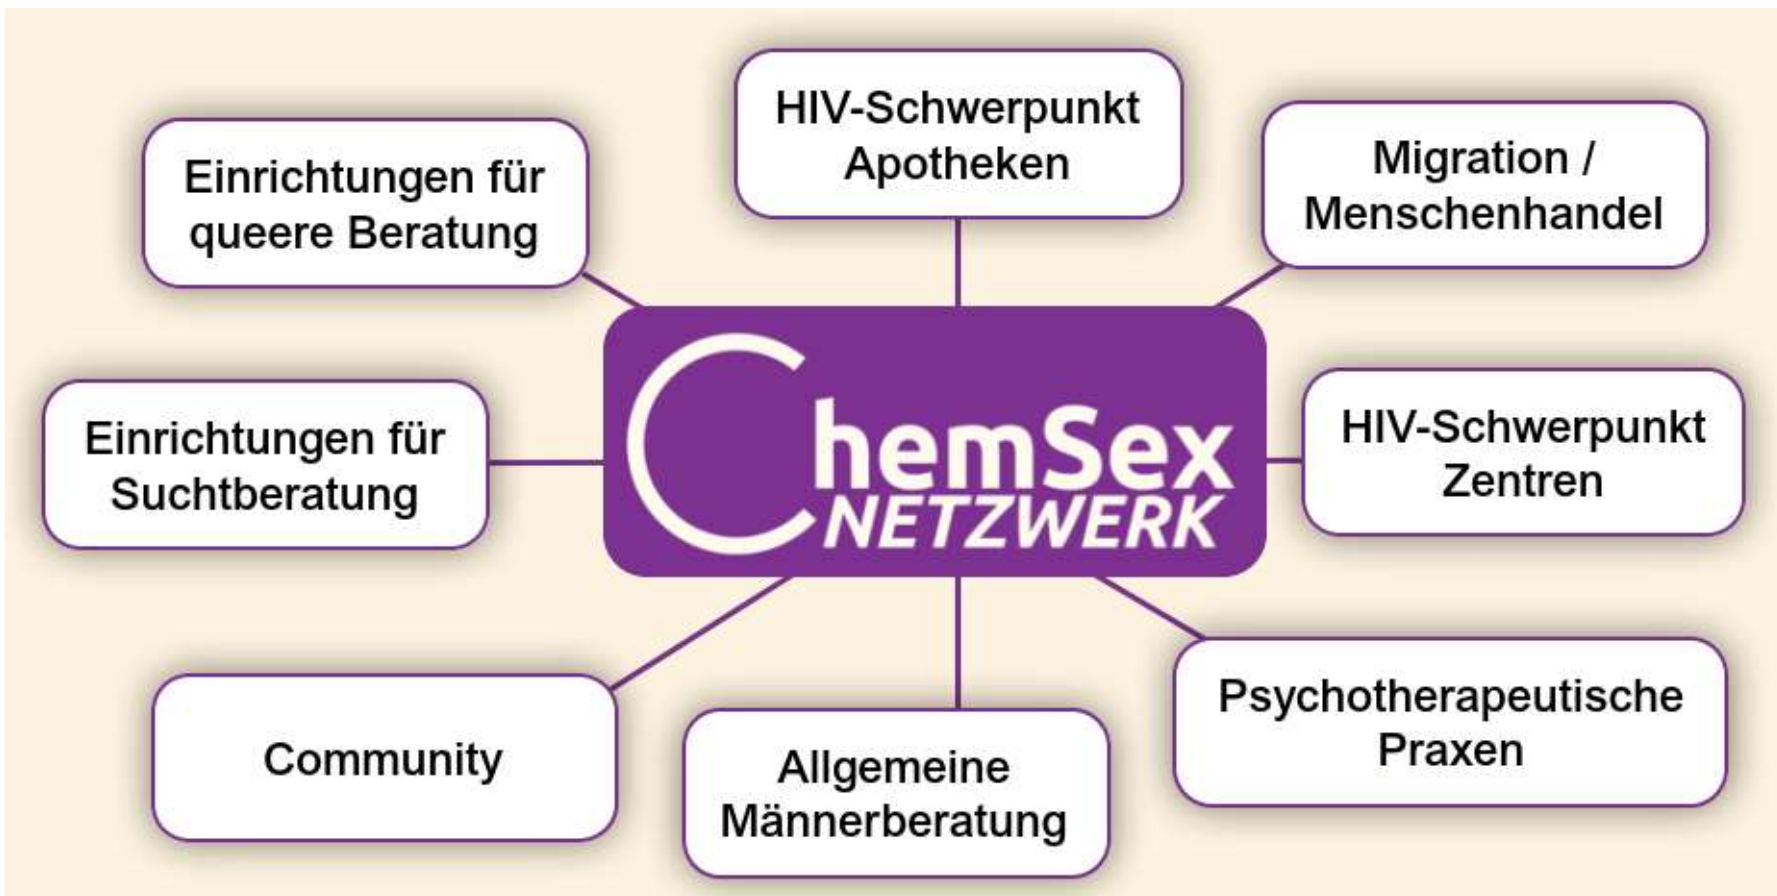 HIV-Schwerpunkt
Apotheken
Migration /
Menschenhandel
Einrichtungen für
queere Beratung
ChemSex
NETZWERK
HIV-Schwerpunkt
Zentren
Einrichtungen für
Suchtberatung
Psychotherapeutische
Praxen
Community
Allgemeine
Männerberatung